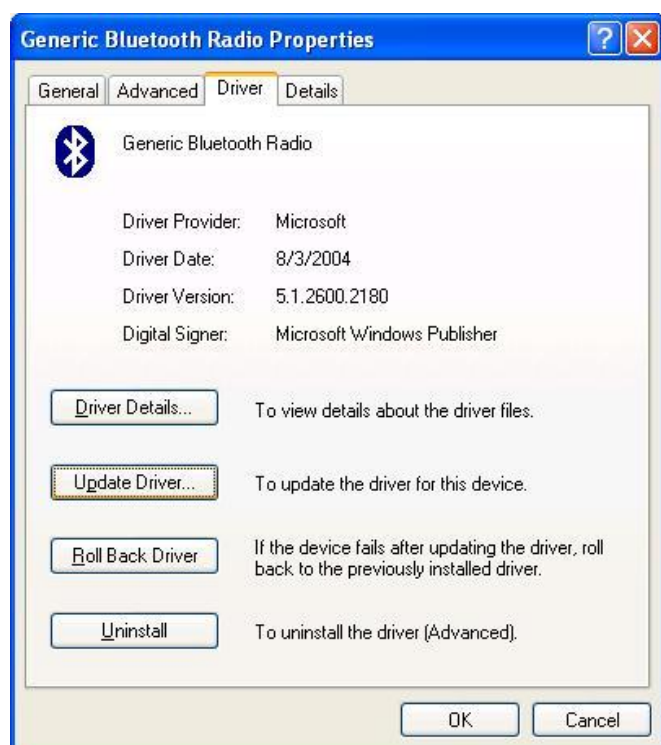 Generic Bluetooth Radio Properties
General Advanced Driver Details
Generic Bluetooth Radio
Driver Provider: Microsoft
Driver Date: 8/3/2004
Driver Version: 5.1.2600.2180
Digital Signer: Microsoft Windows Publisher
Driver Details... To view details about the driver files.
Update Driver... To update the driver for this device.
Roll Back Driver If the device fails after updating the driver, roll
back to the previously installed driver.
Uninstall To uninstall the driver (Advanced).
OK Cancel